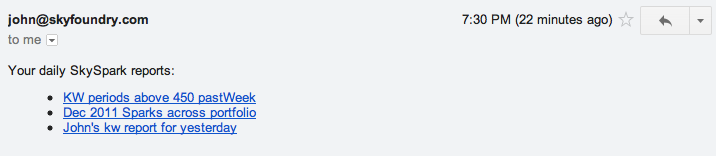 john@skyfoundry.com 7:30 PM (22 minutes ago)
to me
Your daily SkySpark reports:
KW periods above 450 pastWeek
Dec 2011 Sparks across portfolio
John's kw report for yesterday